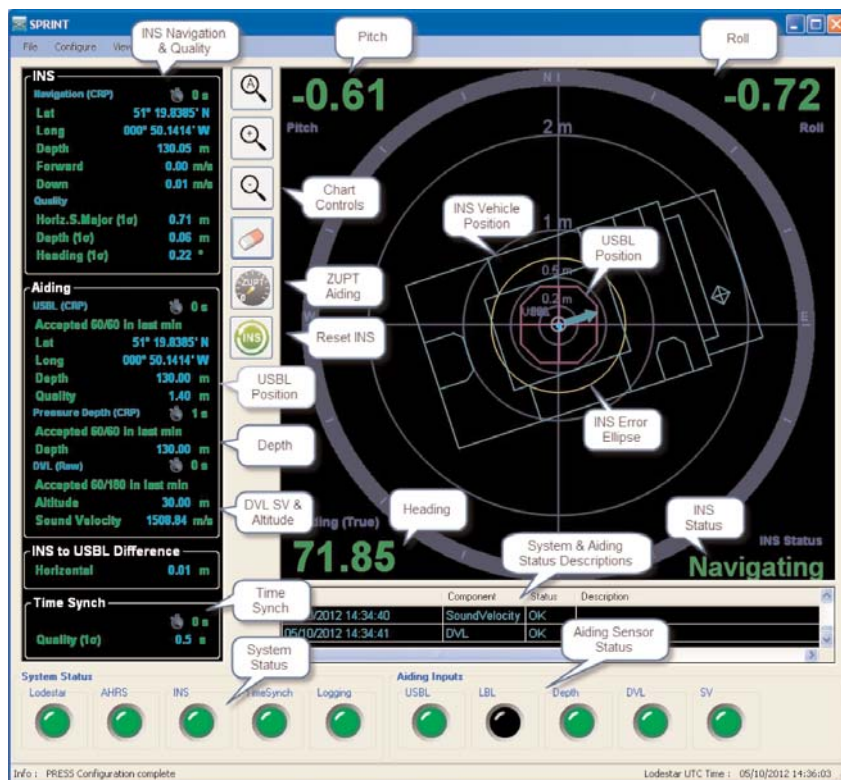 SPRINT
File Configure View
INS Navigation
& Quality
Pitch
Roll
INS
Navigation (CRP) 0 s
Lat 51° 19.8385' N
Long 000° 50.1414' W
Depth 130.05 m
Forward 0.00 m/s
Down 0.01 m/s
Quality
Horiz.S.Major (1σ) 0.71 m
Depth (1σ) 0.06 m
Heading (1σ) 0.22 °
Aiding
USBL (CRP) 0 s
Accepted 60/60 in last min
Lat 51° 19.8385' N
Long 000° 50.1414' W
Depth 130.00 m
Quality 1.40 m
Pressure Depth (CRP) 1 s
Accepted 60/60 in last min
Depth 130.00 m
DVL (Raw) 0 s
Accepted 60/180 in last min
Altitude 30.00 m
Sound Velocity 1508.84 m/s
INS to USBL Difference
Horizontal 0.01 m
Time Synch
0 s
Quality (1σ) 0.5 s
A
+
-
ZUPT
0
INS
Chart
Controls
ZUPT
Aiding
Reset INS
USBL
Position
Depth
DVL SV &
Altitude
Time
Synch
System
Status
-0.61
Pitch
-0.72
Roll
N
W
E
2 m
1 m
0.5 m
0.2 m
USBL
INS Vehicle
Position
USBL
Position
INS Error
Ellipse
Heading
(True)
71.85
INS
Status
INS Status
Navigating
System & Aiding
Status Descriptions
Component Status Description
2012 14:34:40 SoundVelocity OK
05/10/2012 14:34:41 DVL OK
Aiding Sensor
Status
System Status
Lodestar AHRS INS TimeSynch Logging
Aiding Inputs
USBL LBL Depth DVL SV
Info : PRESS Configuration complete
Lodestar UTC Time : 05/10/2012 14:36:03